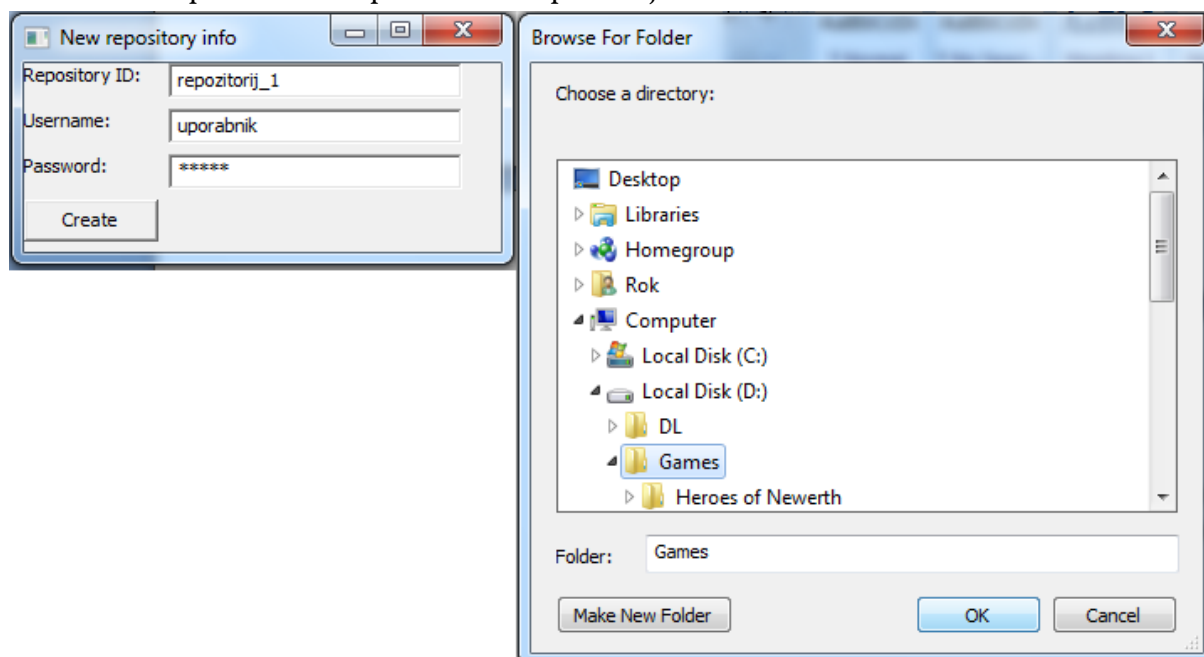 New repository info
Repository ID: repozitorij_1
Username: uporabnik
Password: *****
Create
Browse For Folder
Choose a directory:
Desktop
Libraries
Homegroup
Rok
Computer
Local Disk (C:)
Local Disk (D:)
DL
Games
Heroes of Newerth
Folder: Games
Make New Folder OK Cancel